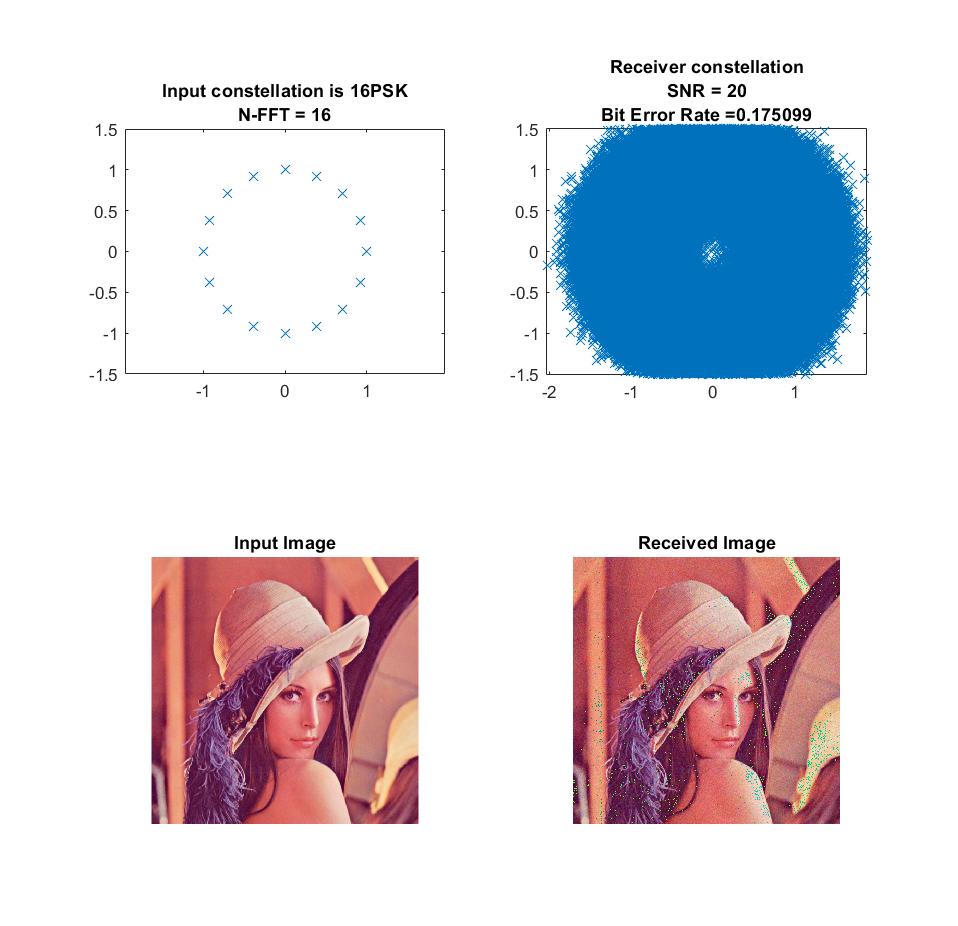 Input constellation is 16PSK
N-FFT = 16
1.5
1
0.5
0
-0.5
-1
-1.5
-1 0 1
Receiver constellation
SNR = 20
Bit Error Rate =0.175099
1.5
1
0.5
0
-0.5
-1
-1.5
-2 -1 0 1
Input Image
Received Image